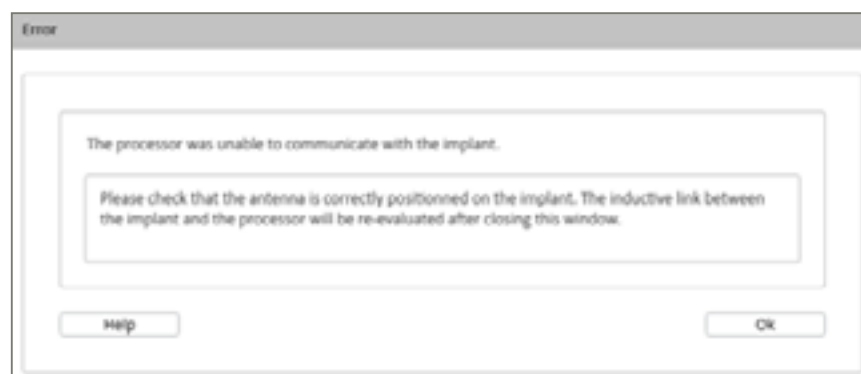 Error
The processor was unable to communicate with the implant.
Please check that the antenna is correctly positionned on the implant. The inductive link between
the implant and the processor will be re-evaluated after closing this window.
Help
Ok